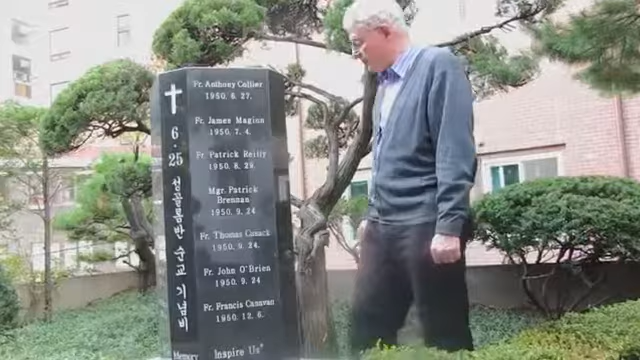 Fr. Anthony Collier
1950. 6. 27.
Fr. James Maginn
1950. 7. 4.
Fr. Patrick Reilly
1950. 8. 29.
Mgr. Patrick
Brennan
1950. 9. 24
Fr. Thomas Cusack
1950. 9. 24.
Fr. John O'Brien
1950. 9. 24
Fr. Francis Canavan
1950. 12. 6.
Memory Inspire Us"
6·25 성골롬반 순교 기념비